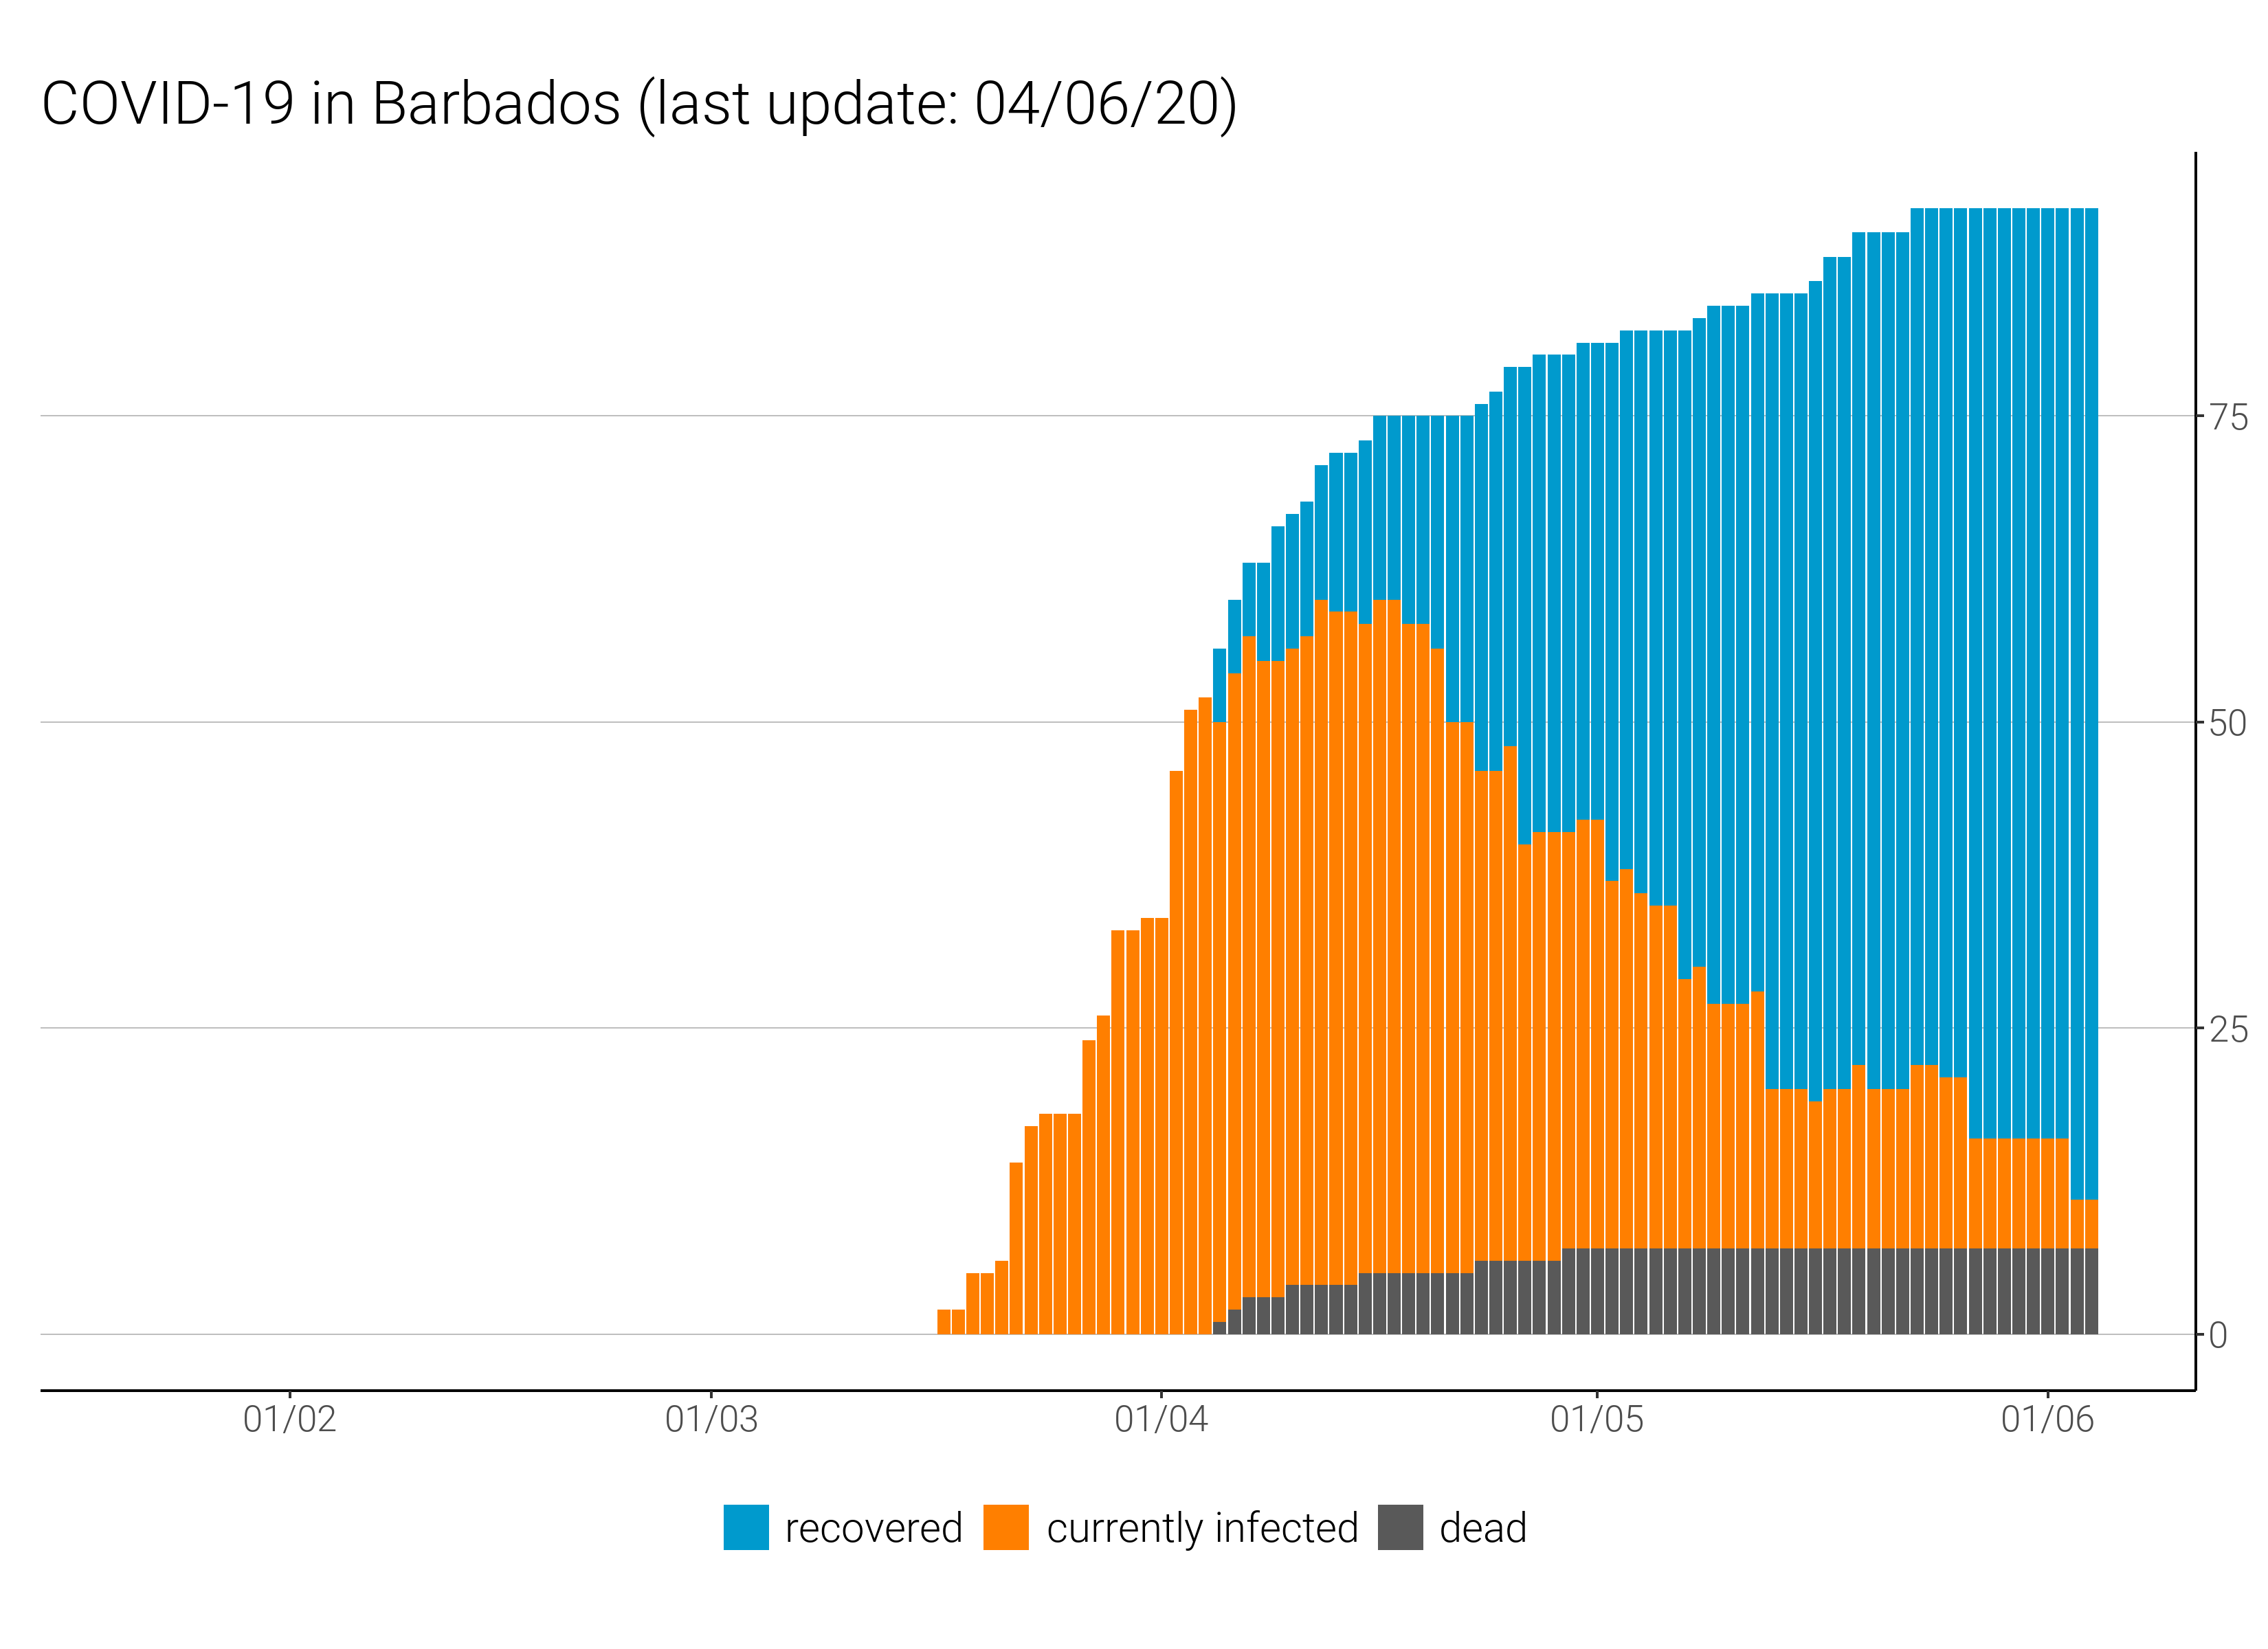 COVID-19 in Barbados (last update: 04/06/20)
75
50
25
0
01/02 01/03 01/04 01/05 01/06
recovered currently infected dead